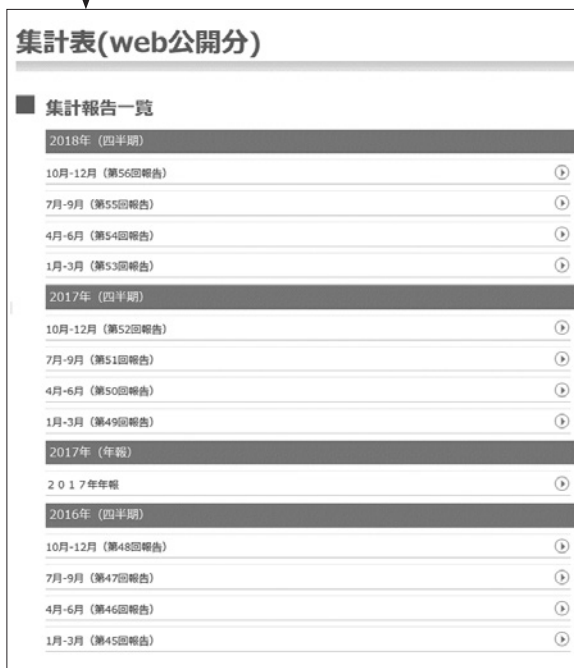 集計表(web公開分)
集計報告一覧
2018年（四半期）
10月-12月（第56回報告）
7月-9月（第55回報告）
4月-6月（第54回報告）
1月-3月（第53回報告）
2017年（四半期）
10月-12月（第52回報告）
7月-9月（第51回報告）
4月-6月（第50回報告）
1月-3月（第49回報告）
2017年（年報）
２０１７年年報
2016年（四半期）
10月-12月（第48回報告）
7月-9月（第47回報告）
4月-6月（第46回報告）
1月-3月（第45回報告）